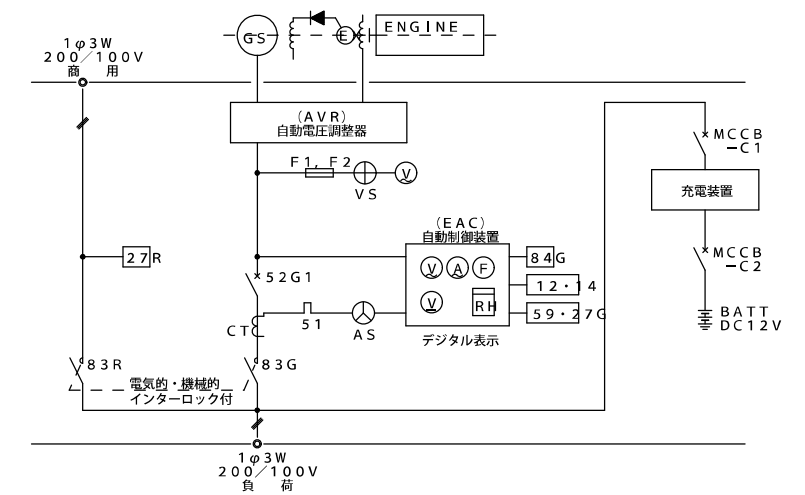 ENGINE
GS
E
1φ3W
200/100V
商 用
(AVR)
自動電圧調整器
MCCB
-C1
F1, F2
V
VS
充電装置
(EAC)
自動制御装置
27R
84G
V A F
MCCB
-C2
52G1
12・14
V
RH
59・27G
BATT
DC12V
CT
51
AS
デジタル表示
83R
83G
電気的・機械的
インターロック付
1φ3W
200/100V
負 荷